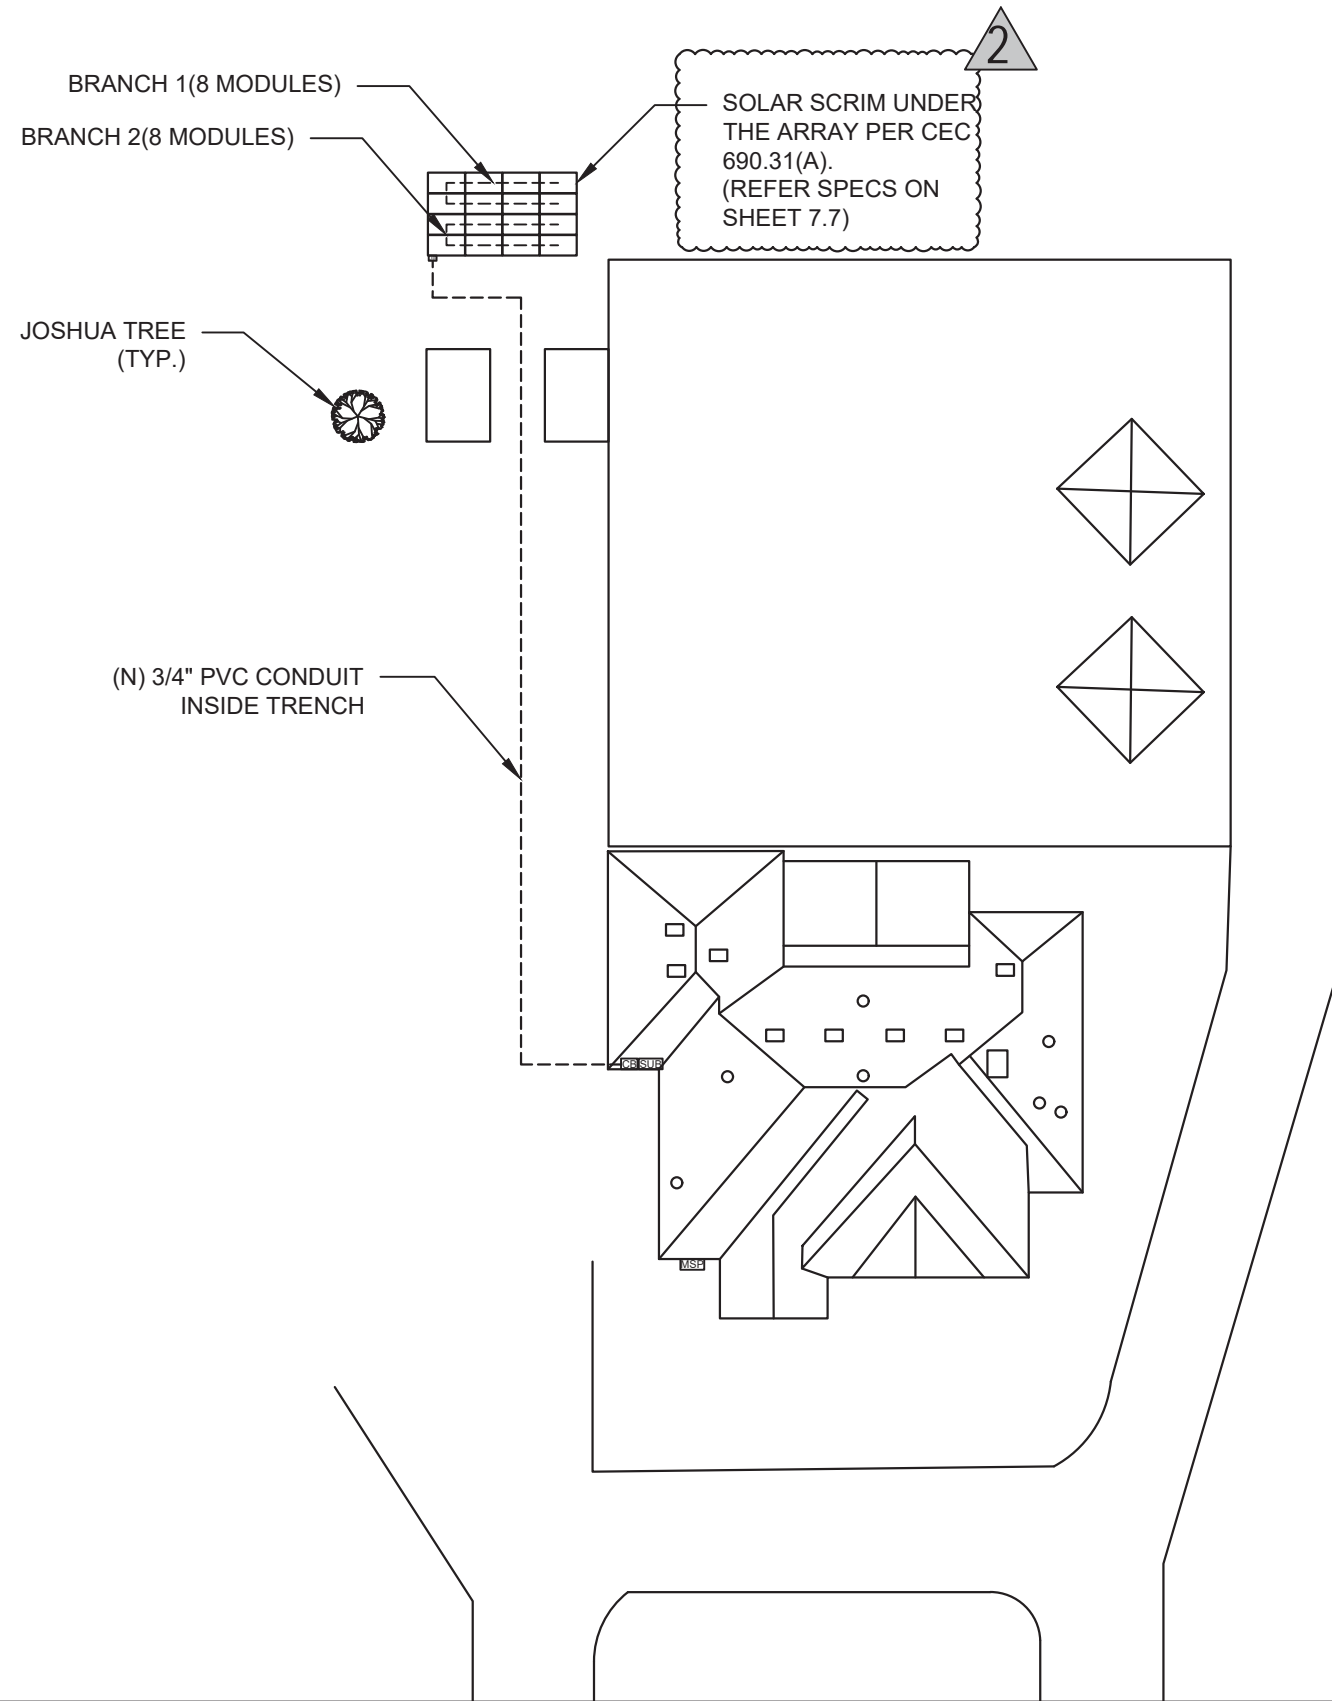 2
BRANCH 1(8 MODULES)
BRANCH 2(8 MODULES)
SOLAR SCRIM UNDER
THE ARRAY PER CEC
690.31(A).
(REFER SPECS ON
SHEET 7.7)
JOSHUA TREE
(TYP.)
(N) 3/4" PVC CONDUIT
INSIDE TRENCH
CB SUB
MSP